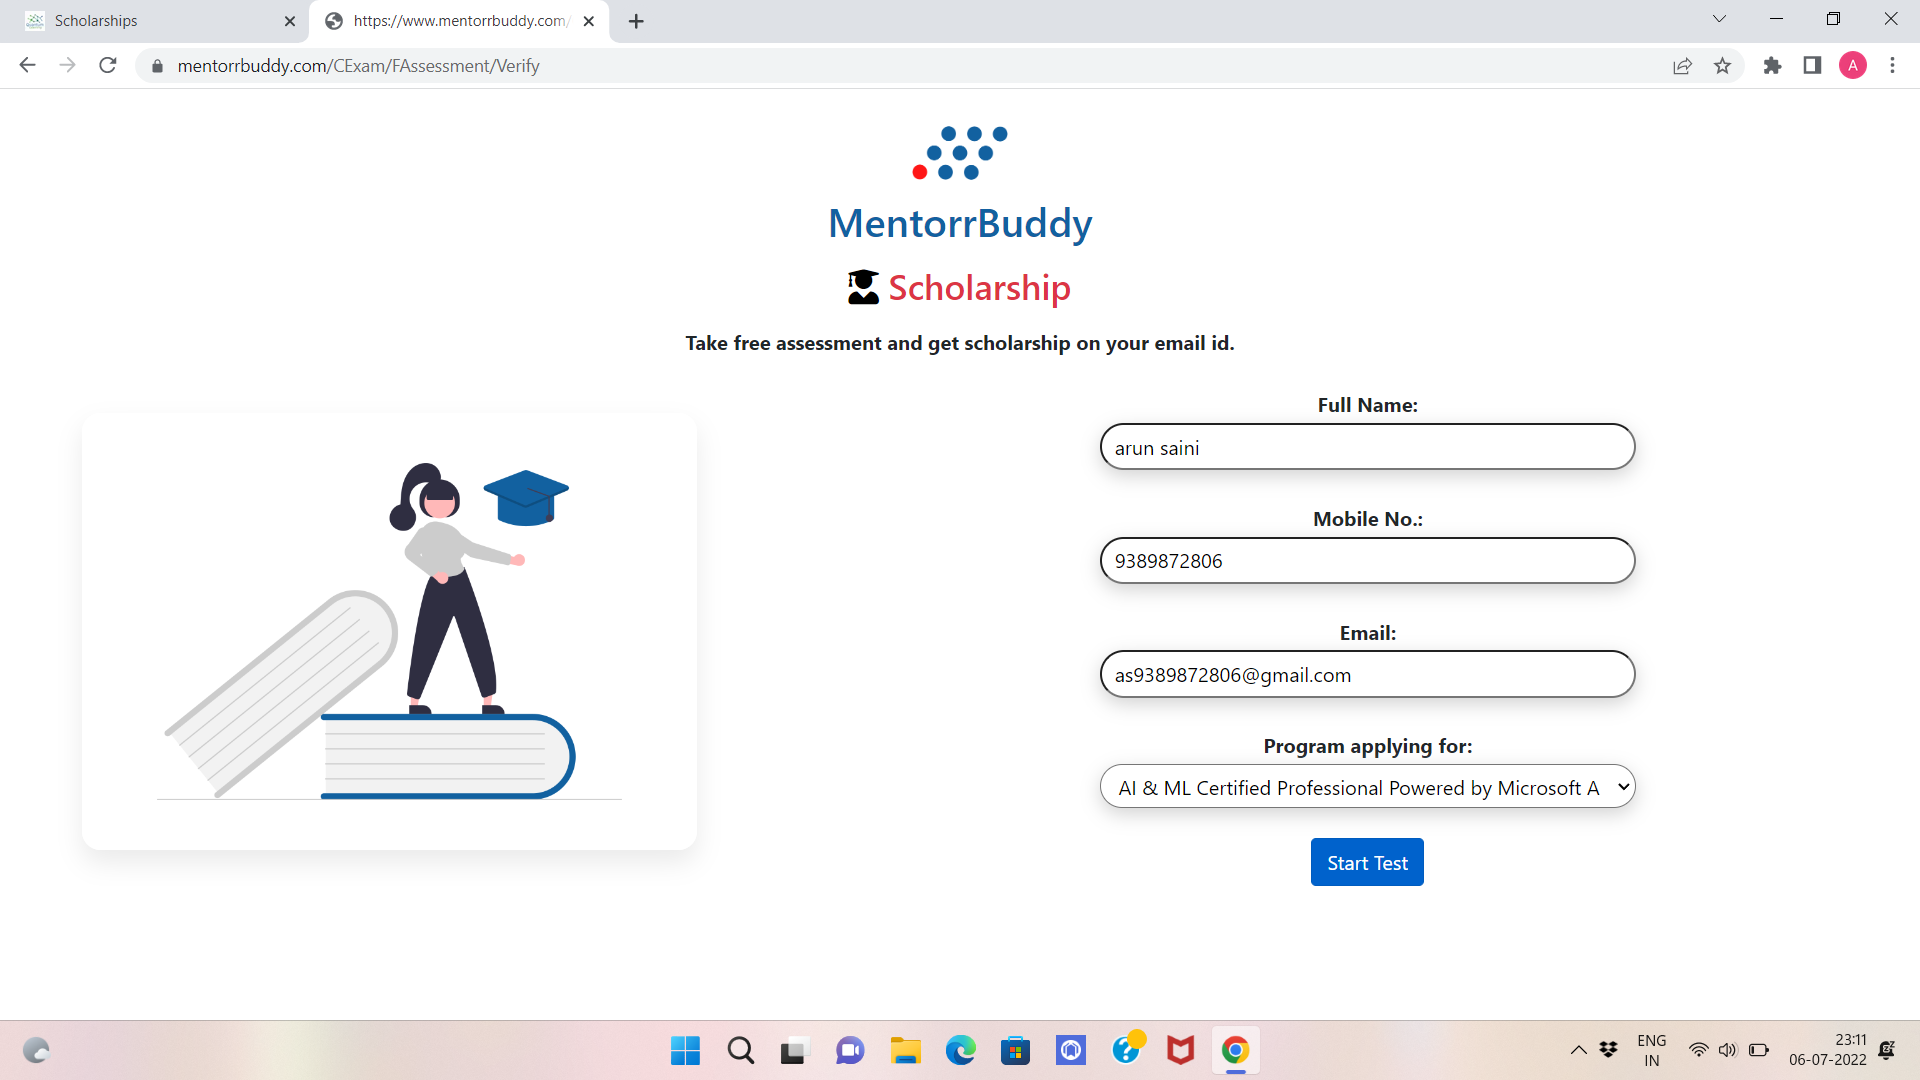 Scholarships
https://www.mentorrbuddy.com/
mentorrbuddy.com/CExam/FAssessment/Verify
A
MentorrBuddy
Scholarship
Take free assessment and get scholarship on your email id.
Full Name:
arun saini
Mobile No.:
9389872806
Email:
as9389872806@gmail.com
Program applying for:
AI & ML Certified Professional Powered by Microsoft A
Start Test
ENG
IN
23:11
06-07-2022